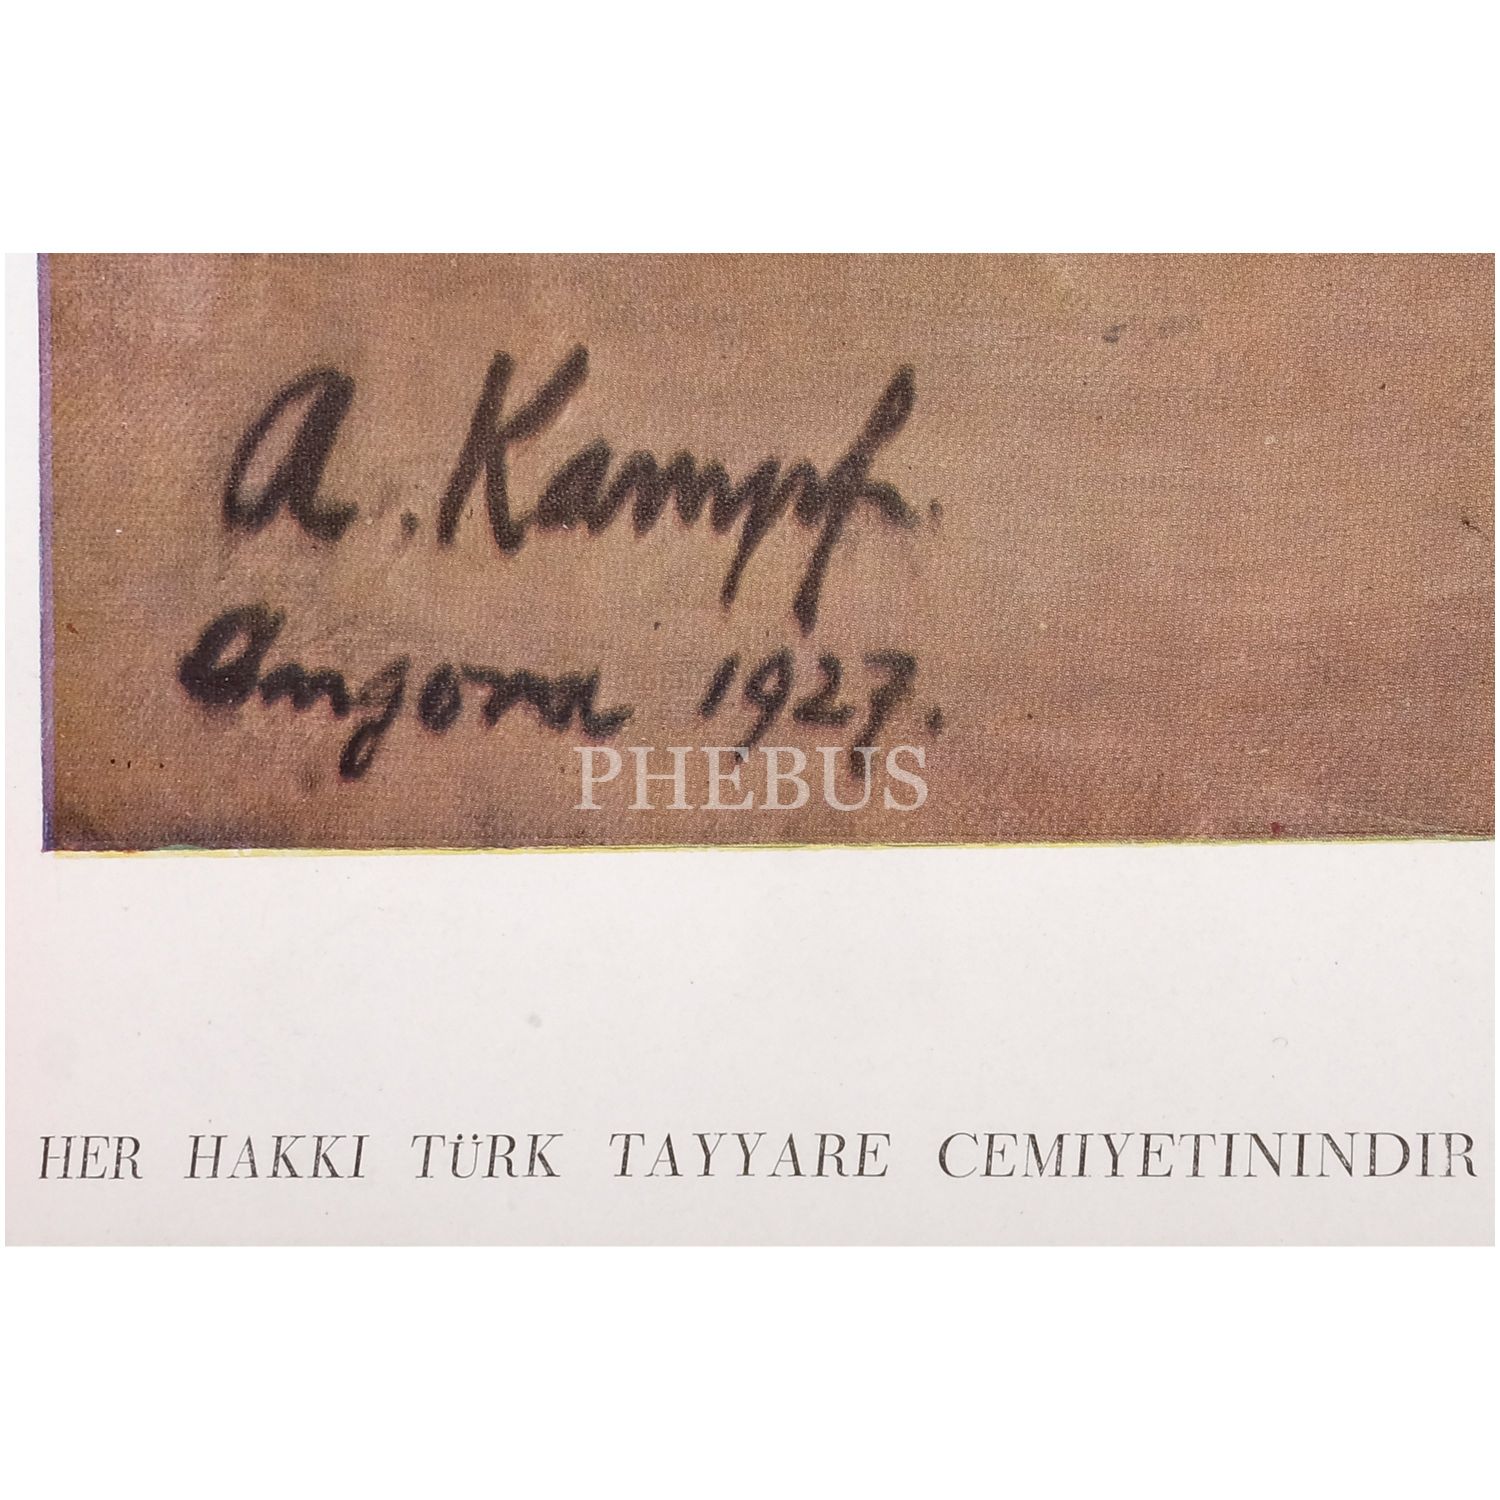 A. Kampf.
Angora 1927.
PHEBUS
HER HAKKI TÜRK TAYYARE CEMIYETININDIR